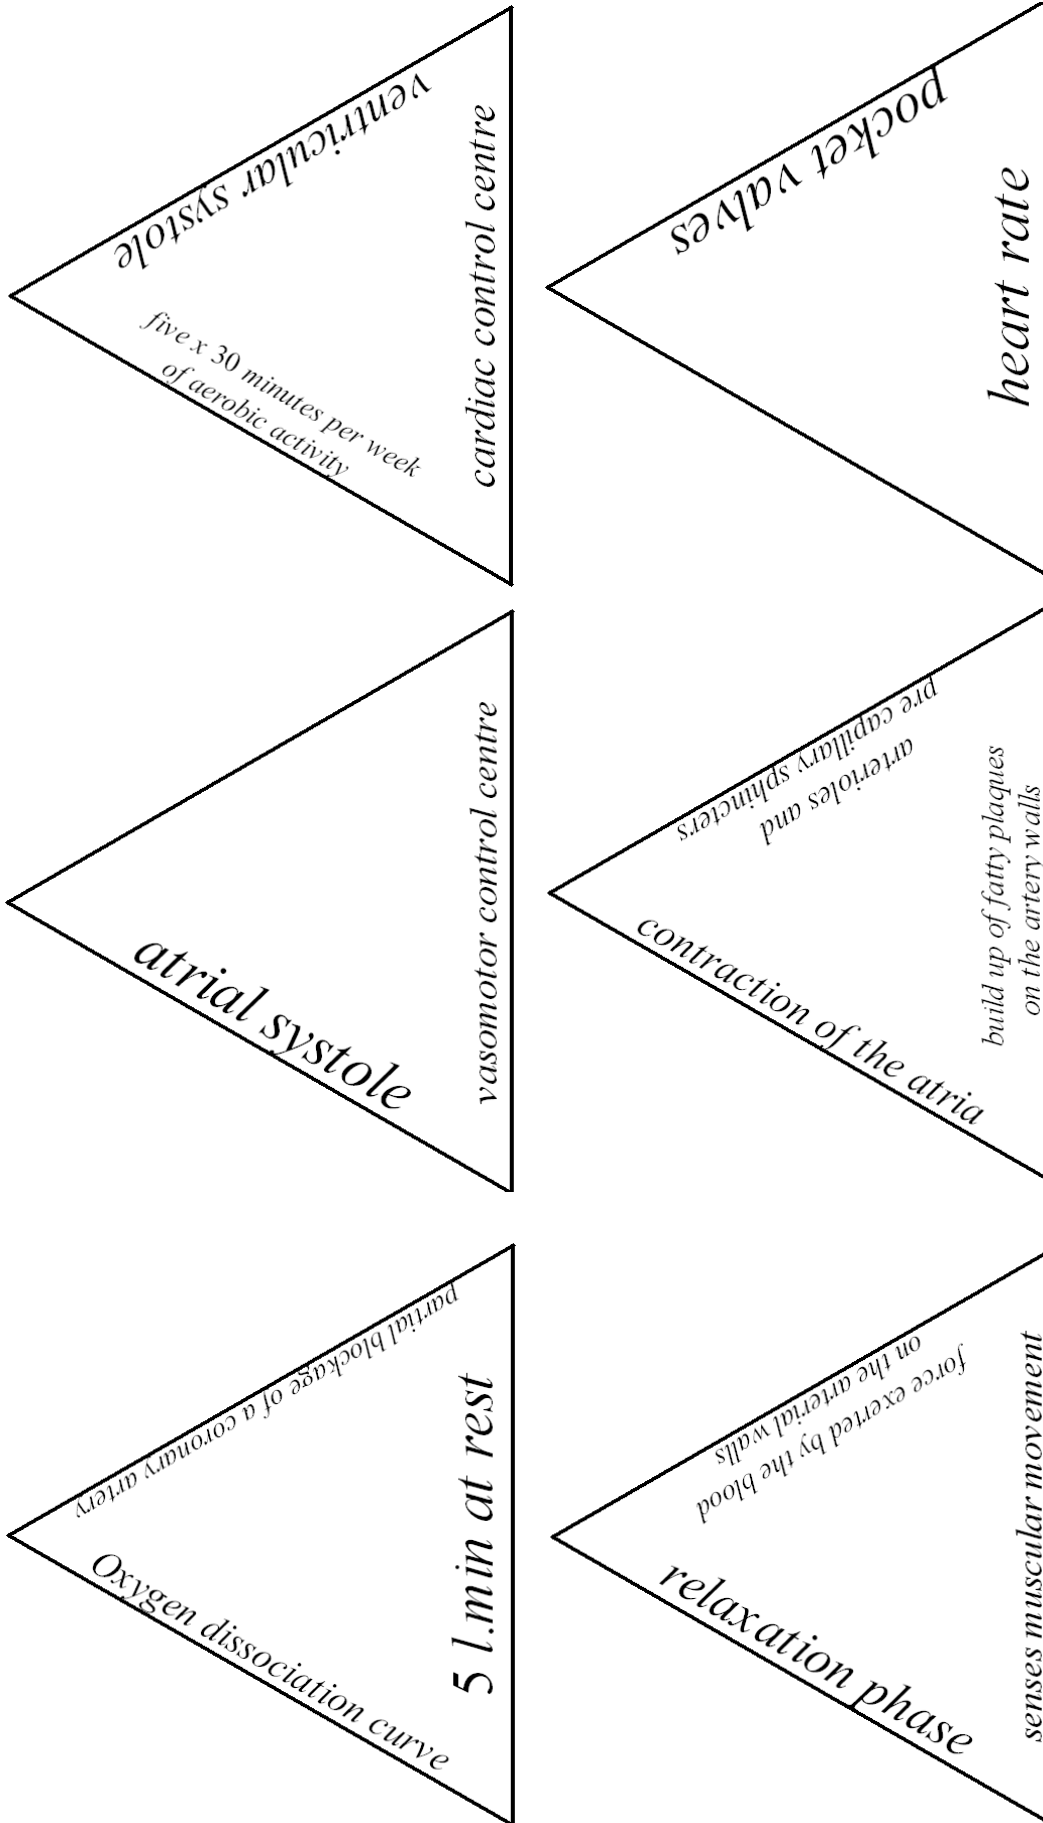 ventricular systole
five x 30 minutes per week
of aerobic activity
cardiac control centre
pocket valves
heart rate
atrial systole
vasomotor control centre
arterioles and
pre capillary sphincters
contraction of the atria
build up of fatty plaques
on the artery walls
partial blockage of a coronary artery
Oxygen dissociation curve
5 l.min at rest
force exerted by the blood
on the arterial walls
relaxation phase
senses muscular movement